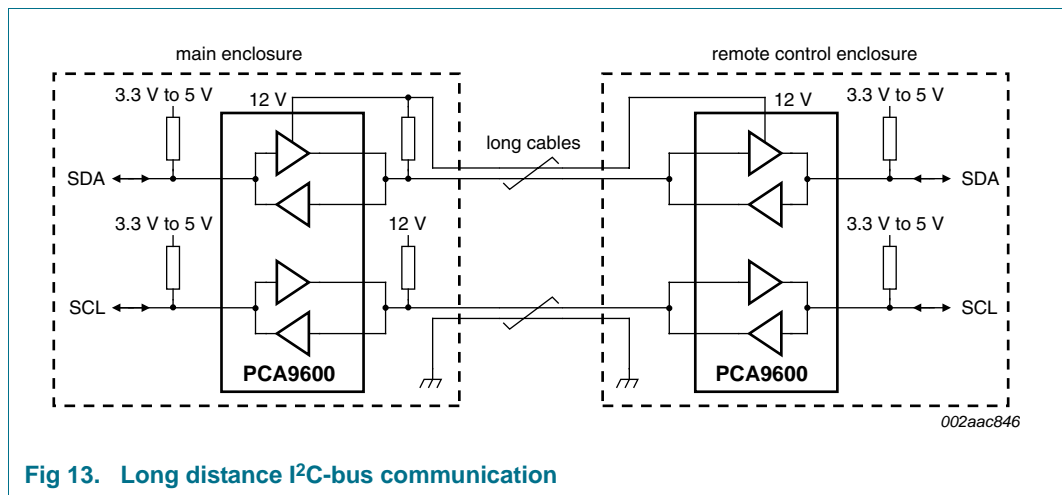 main enclosure
remote control enclosure
3.3 V to 5 V
12 V
12 V
3.3 V to 5 V
long cables
SDA
SDA
3.3 V to 5 V
12 V
3.3 V to 5 V
SCL
SCL
PCA9600
PCA9600
002aac846
Fig 13. Long distance I²C-bus communication